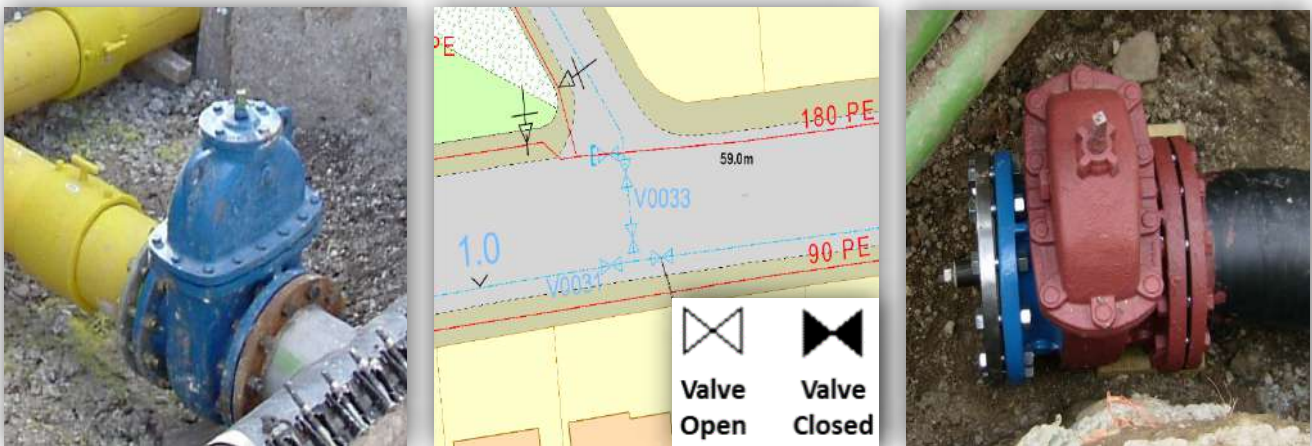 PE
180 PE
59.0m
V0033
1.0
90 PE
V0031
Valve Open
Valve Closed